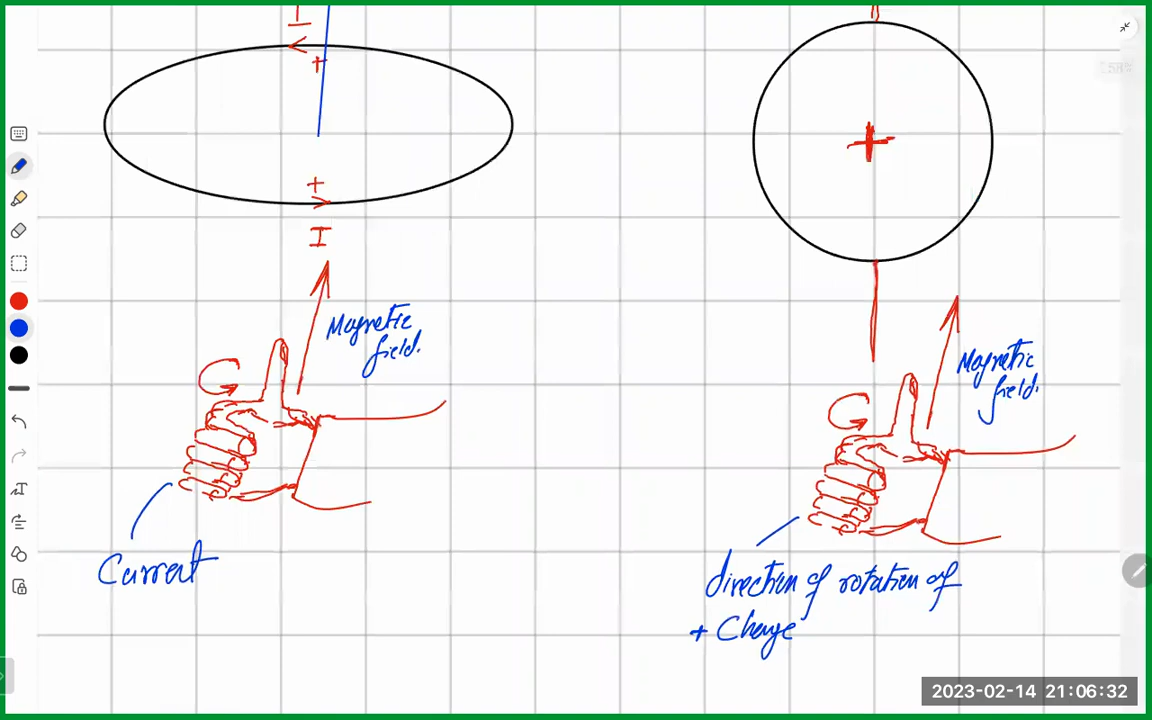 I
+
+
I
+
Magnetic
field.
Magnetic
field.
Current
direction of rotation of
+ Charge
2023-02-14 21:06:32